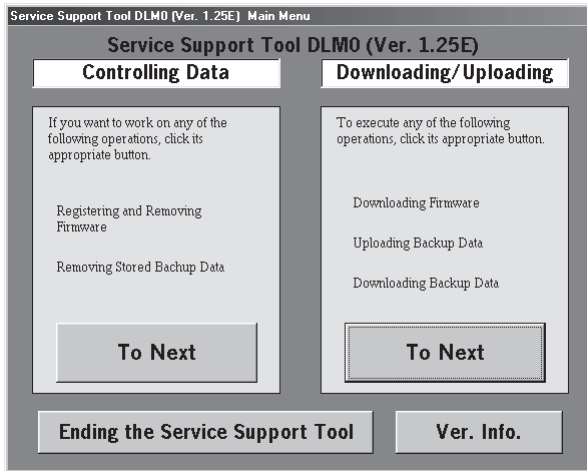 Service Support Tool DLM0 (Ver. 1.25E) Main Menu
Service Support Tool DLM0 (Ver. 1.25E)
Controlling Data
If you want to work on any of the
following operations, click its
appropriate button.
Registering and Removing
Firmware
Removing Stored Bachup Data
To Next
Downloading/Uploading
To execute any of the following
operations, click its appropriate button.
Downloading Firmware
Uploading Backup Data
Downloading Backup Data
To Next
Ending the Service Support Tool
Ver. Info.